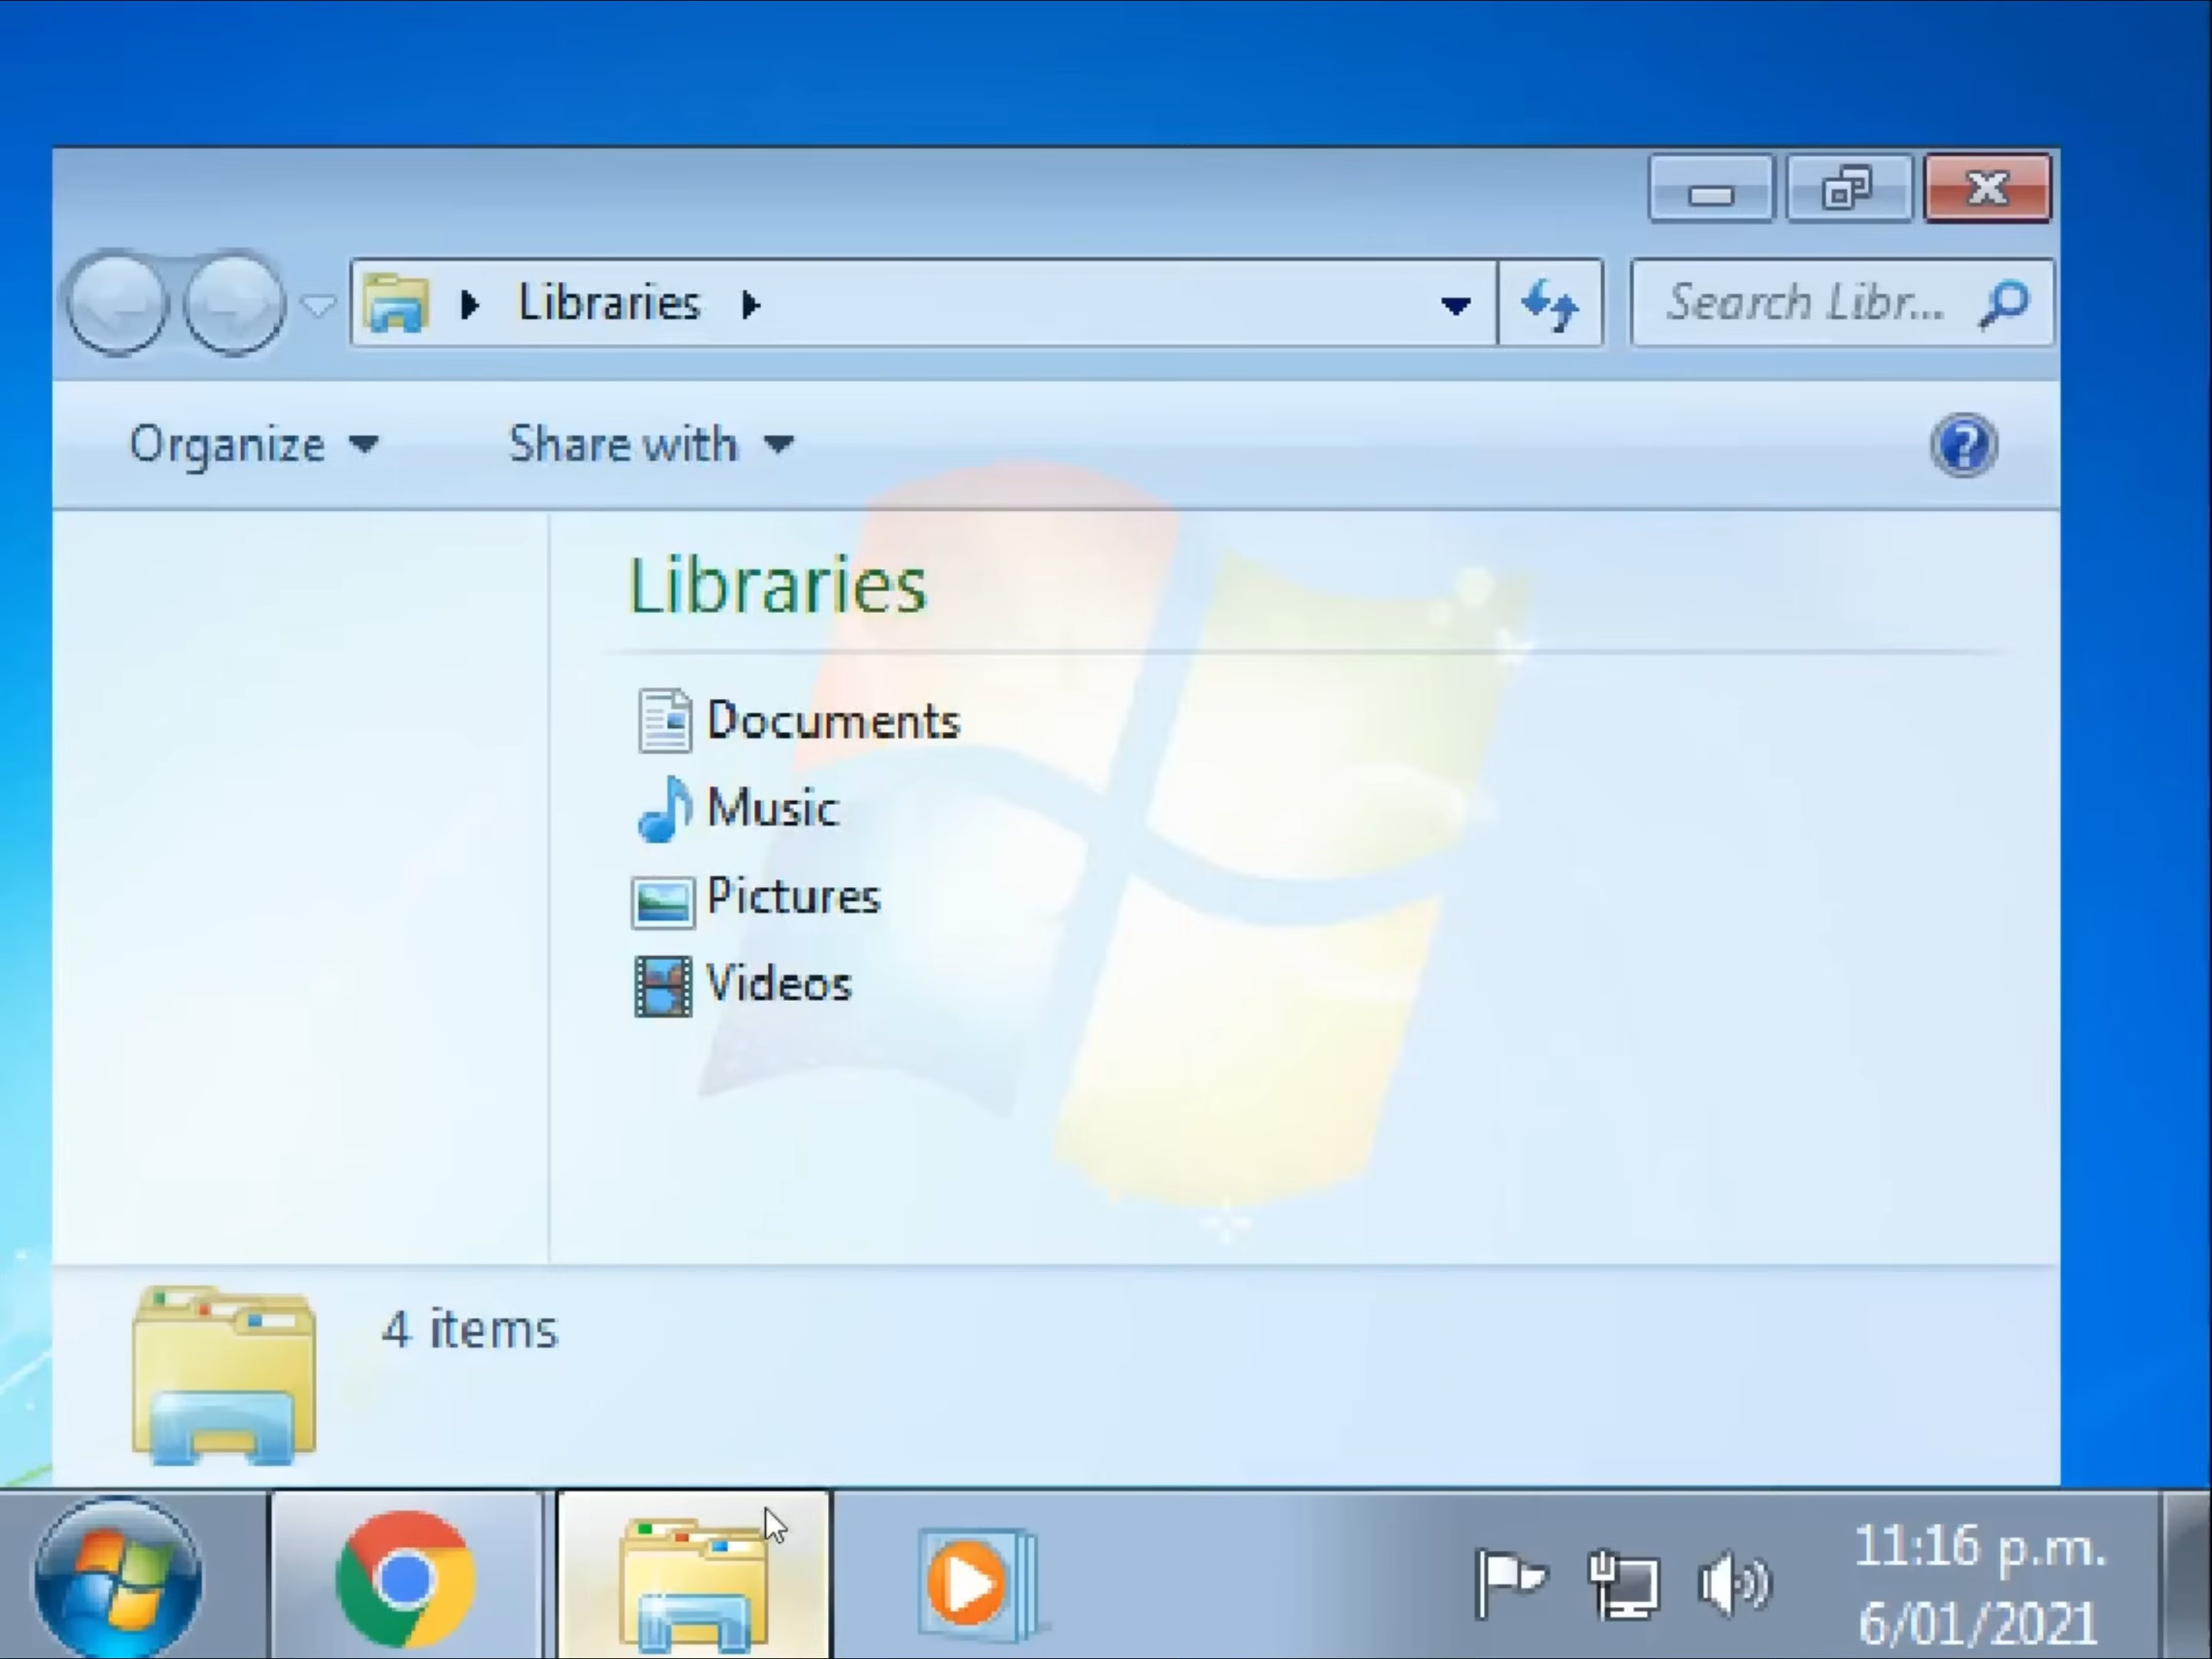 Libraries
Search Libr...
Organize
Share with
Libraries
Documents
Music
Pictures
Videos
4 items
11:16 p.m.
6/01/2021